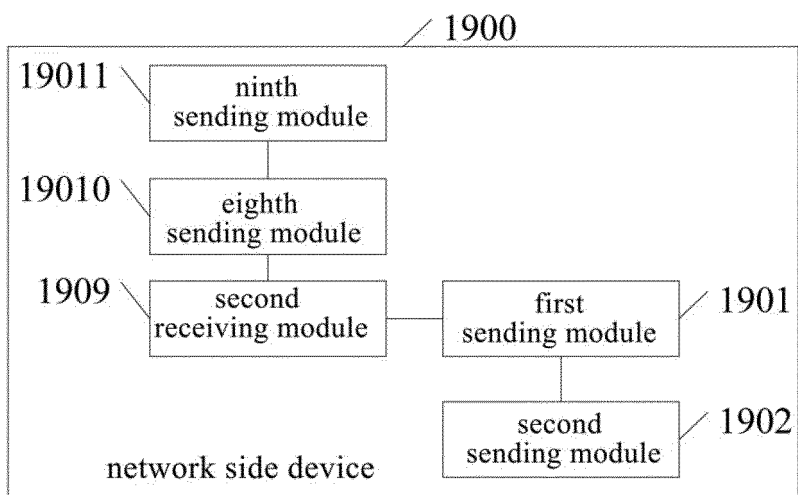 1900
19011
ninth
sending module
19010
eighth
sending module
1909
second
receiving module
first
sending module
1901
second
sending module
1902
network side device